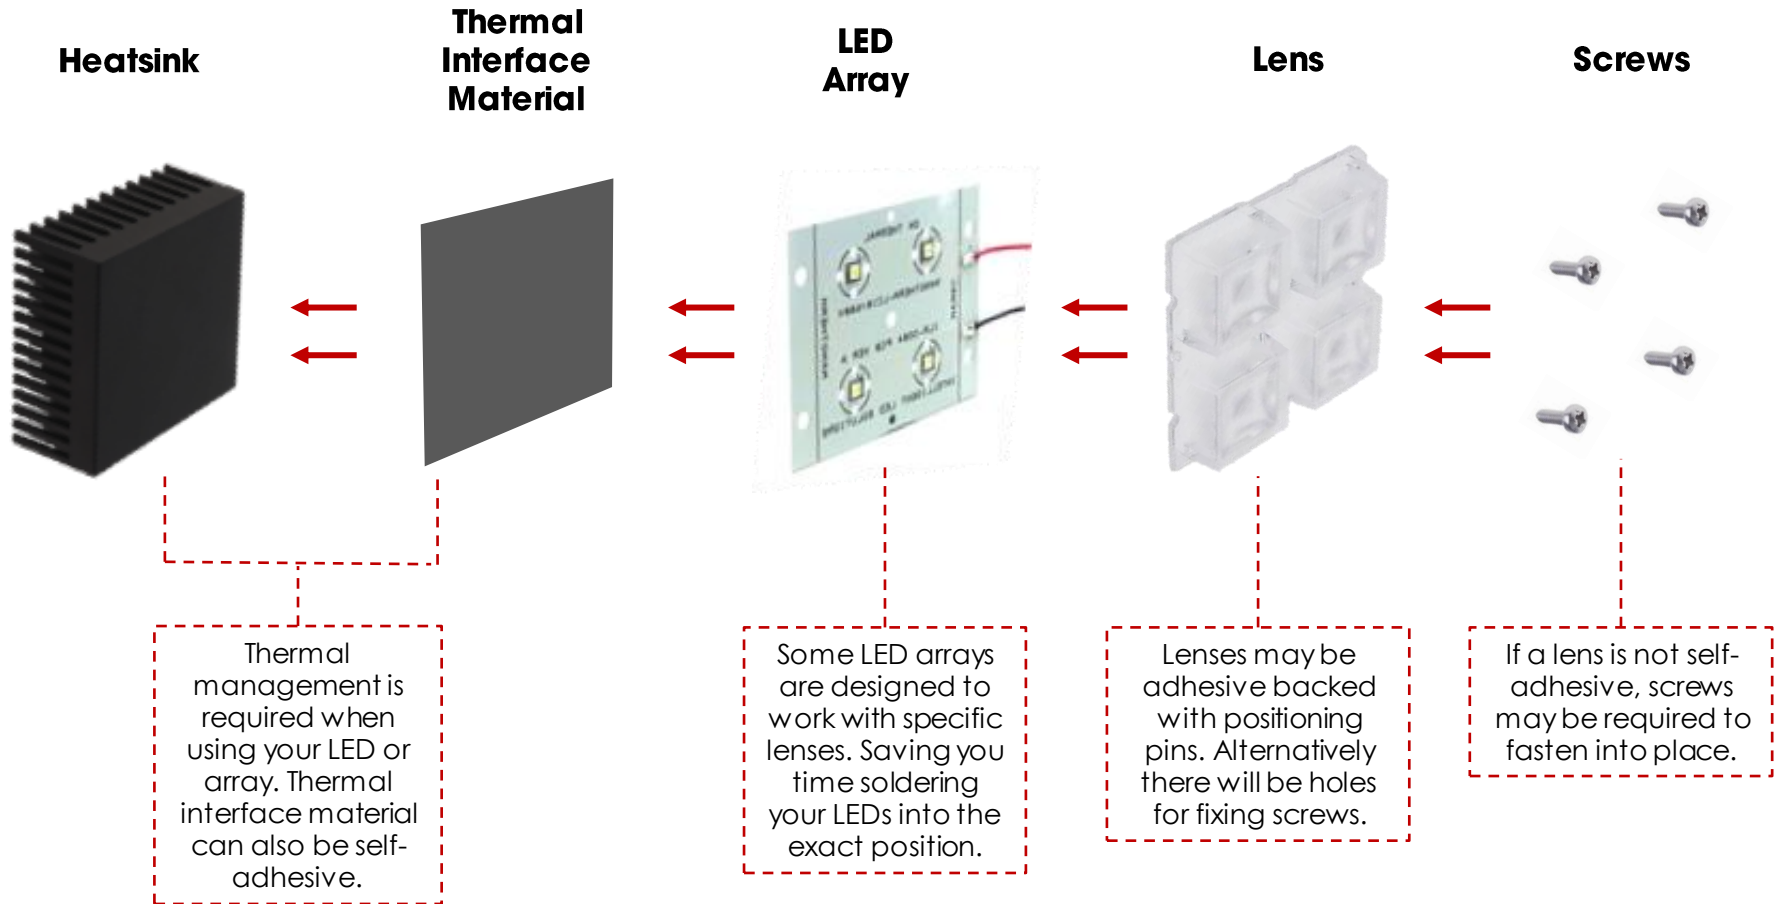 Heatsink
Thermal
Interface
Material
LED
Array
Lens
Screws
Thermal
management is
required when
using your LED or
array. Thermal
interface material
can also be self-
adhesive.
Some LED arrays
are designed to
work with specific
lenses. Saving you
time soldering
your LEDs into the
exact position.
Lenses may be
adhesive backed
with positioning
pins. Alternatively
there will be holes
for fixing screws.
If a lens is not self-
adhesive, screws
may be required to
fasten into place.